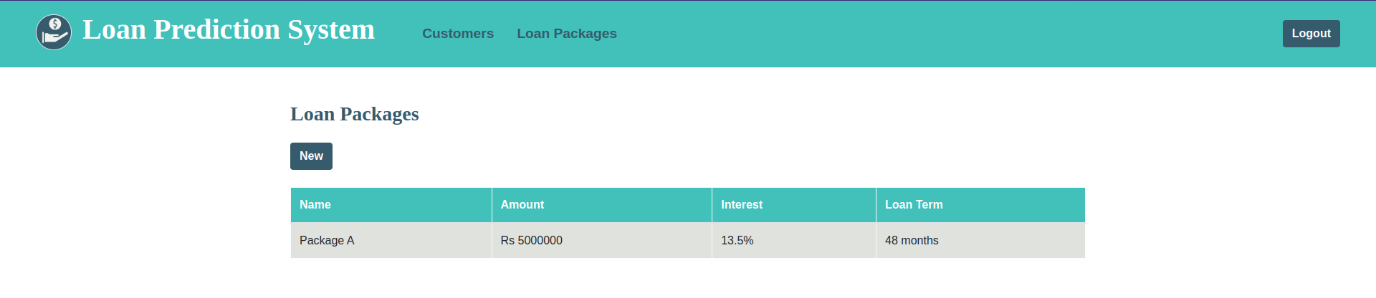 $
Loan Prediction System Customers Loan Packages Logout
Loan Packages
New
Name Amount Interest Loan Term
Package A Rs 5000000 13.5% 48 months